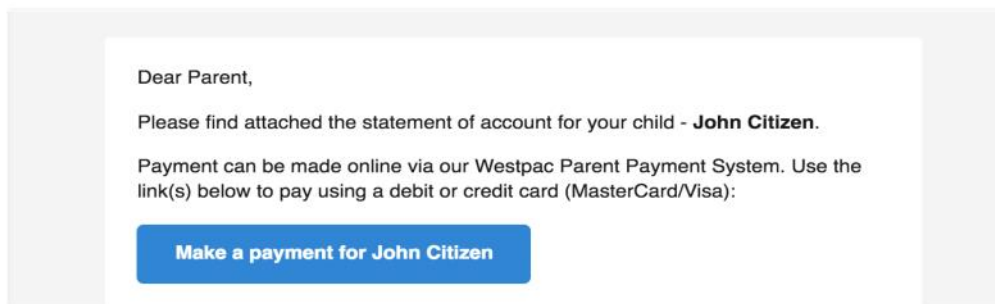 Dear Parent,
Please find attached the statement of account for your child - John Citizen.
Payment can be made online via our Westpac Parent Payment System. Use the
link(s) below to pay using a debit or credit card (MasterCard/Visa):
Make a payment for John Citizen